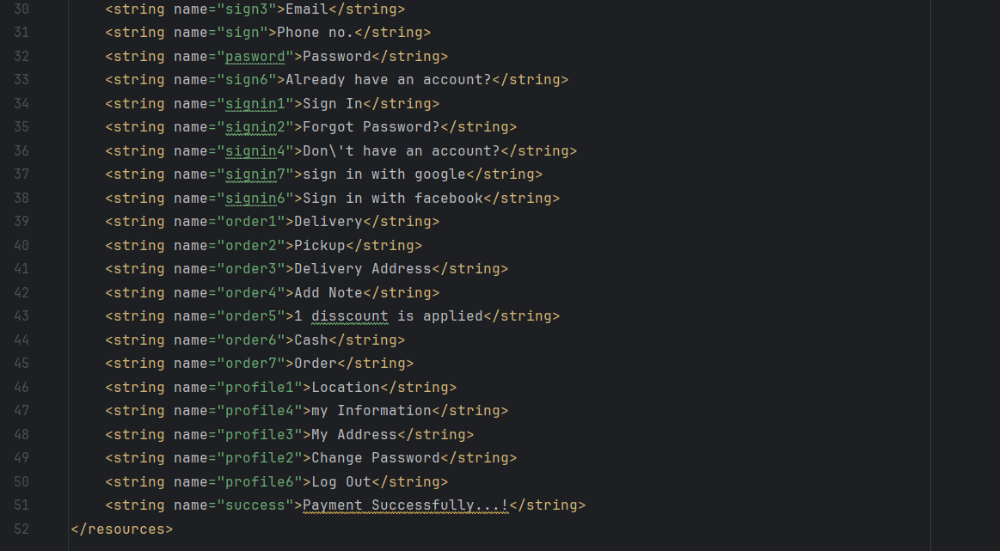 30 <string name="sign3">Email</string>
31 <string name="sign">Phone no.</string>
32 <string name="pasword">Password</string>
33 <string name="sign6">Already have an account?</string>
34 <string name="signin1">Sign In</string>
35 <string name="signin2">Forgot Password?</string>
36 <string name="signin4">Don\'t have an account?</string>
37 <string name="signin7">sign in with google</string>
38 <string name="signin6">Sign in with facebook</string>
39 <string name="order1">Delivery</string>
40 <string name="order2">Pickup</string>
41 <string name="order3">Delivery Address</string>
42 <string name="order4">Add Note</string>
43 <string name="order5">1 disscount is applied</string>
44 <string name="order6">Cash</string>
45 <string name="order7">Order</string>
46 <string name="profile1">Location</string>
47 <string name="profile4">my Information</string>
48 <string name="profile3">My Address</string>
49 <string name="profile2">Change Password</string>
50 <string name="profile6">Log Out</string>
51 <string name="success">Payment Successfully...!</string>
52 </resources>